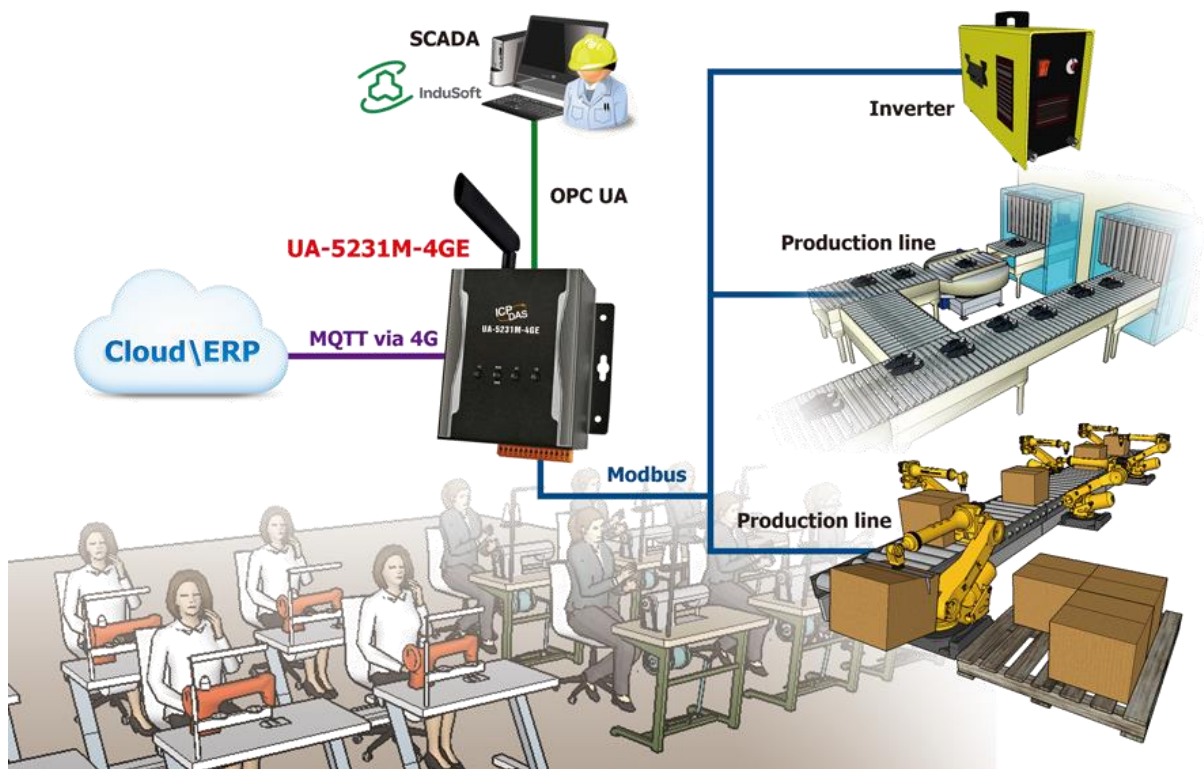 SCADA
InduSoft
Inverter
OPC UA
UA-5231M-4GE
Production line
ICP
DAS
UA-5231M-4GE
MQTT via 4G
Cloud\ERP
Modbus
Production line